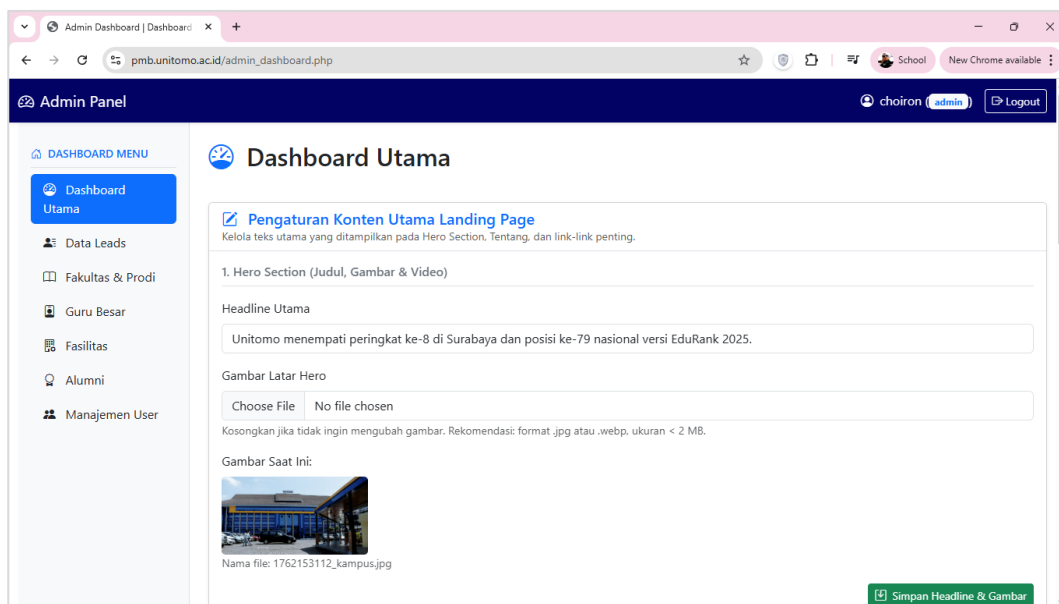 Admin Dashboard | Dashboard
pmb.unitomo.ac.id/admin_dashboard.php
School
New Chrome available
Admin Panel
choiron (admin)
Logout
DASHBOARD MENU
Dashboard
Utama
Data Leads
Fakultas & Prodi
Guru Besar
Fasilitas
Alumni
Manajemen User
Dashboard Utama
Pengaturan Konten Utama Landing Page
Kelola teks utama yang ditampilkan pada Hero Section, Tentang, dan link-link penting.
1. Hero Section (Judul, Gambar & Video)
Headline Utama
Unitomo menempati peringkat ke-8 di Surabaya dan posisi ke-79 nasional versi EduRank 2025.
Gambar Latar Hero
Choose File No file chosen
Kosongkan jika tidak ingin mengubah gambar. Rekomendasi: format .jpg atau .webp, ukuran < 2 MB.
Gambar Saat Ini:
Nama file: 1762153112_kampus.jpg
Simpan Headline & Gambar